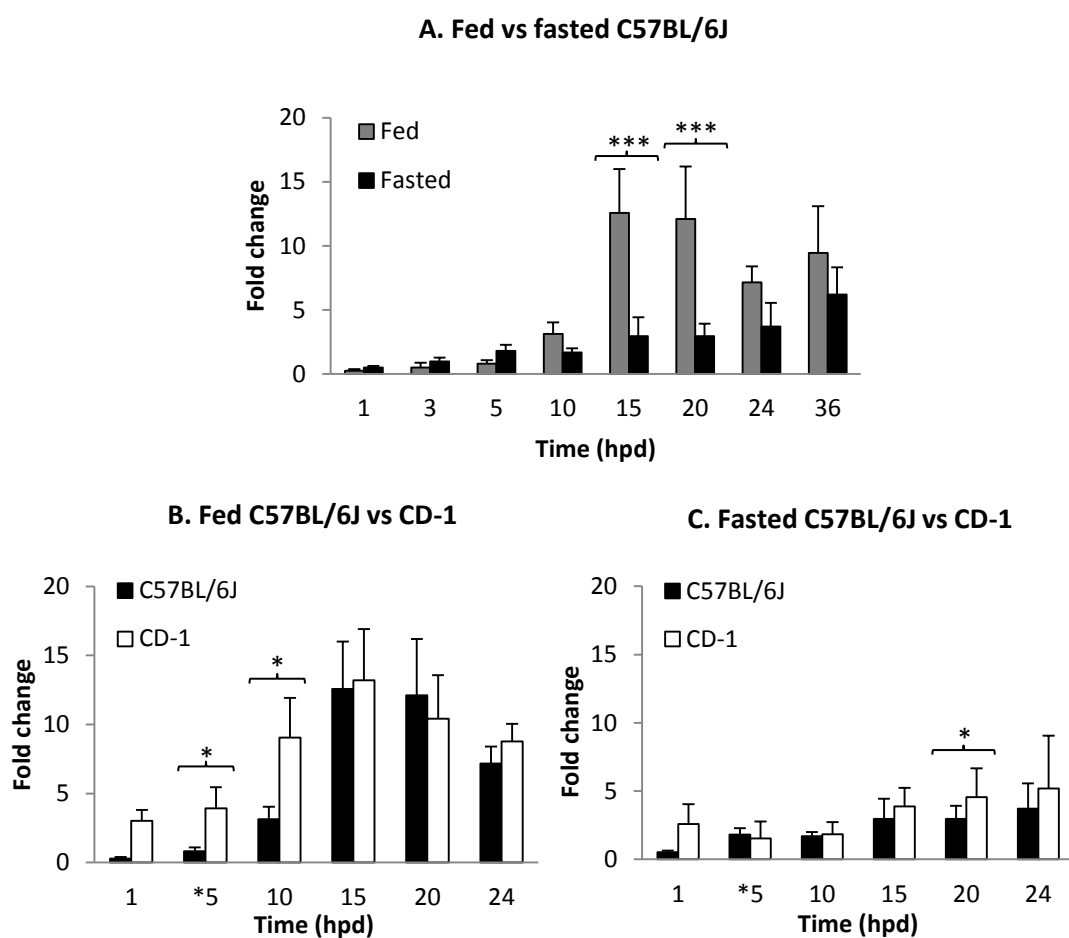 A. Fed vs fasted C57BL/6J
20
15
10
5
0
Fold change
Fed
Fasted
***
***
1 3 5 10 15 20 24 36
Time (hpd)
B. Fed C57BL/6J vs CD-1
20
15
10
5
0
Fold change
C57BL/6J
CD-1
*
*
1 *5 10 15 20 24
Time (hpd)
C. Fasted C57BL/6J vs CD-1
20
15
10
5
0
Fold change
C57BL/6J
CD-1
*
1 *5 10 15 20 24
Time (hpd)